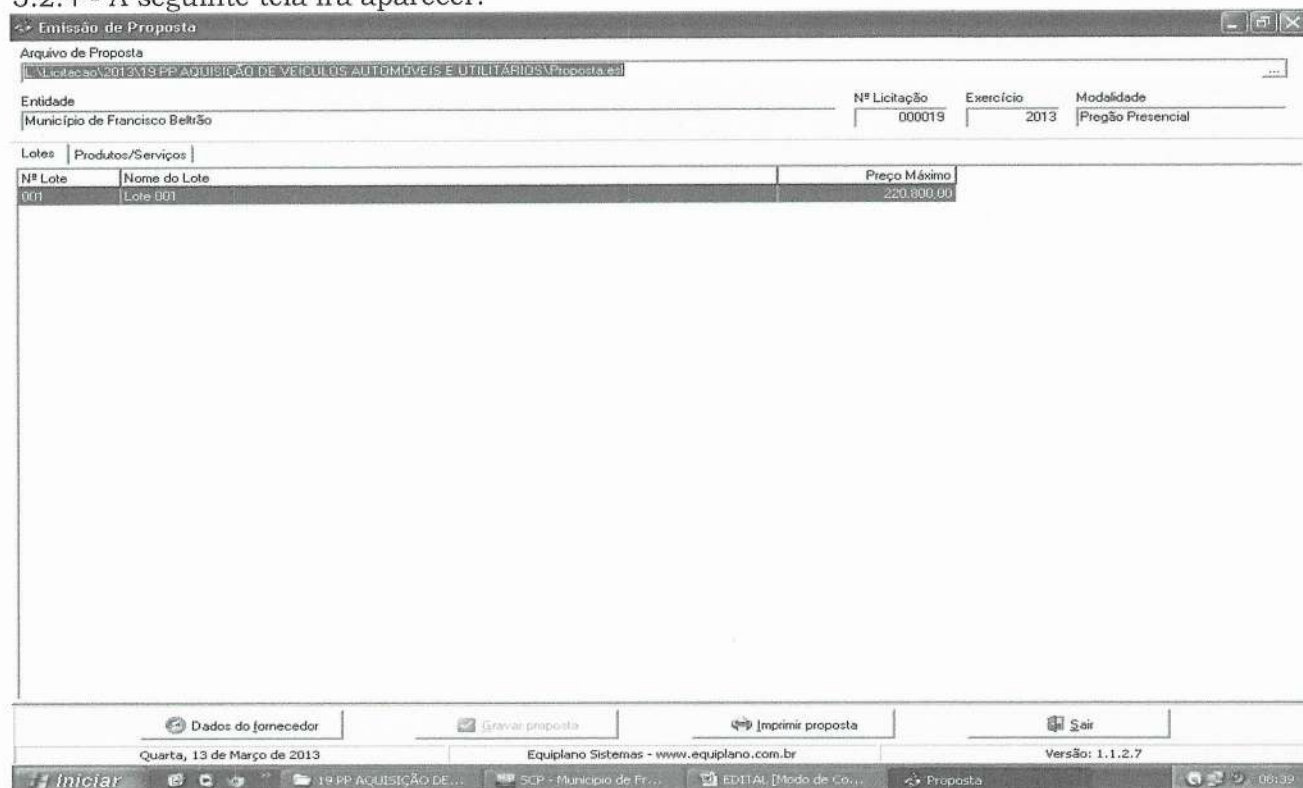 5.2.4 - A seguinte tela irá aparecer:
Emissão de Proposta
Arquivo de Proposta
L:\Licitacao\2013\19 PP AQUISIÇÃO DE VEICULOS AUTOMÓVEIS E UTILITÁRIOS\Proposta.esl
...
Entidade Nº Licitação Exercício Modalidade
Município de Francisco Beltrão 000019 2013 Pregão Presencial
Lotes Produtos/Serviços
Nº Lote Nome do Lote Preço Máximo
001 Lote 001 220.800,00
Dados do fornecedor Gravar proposta Imprimir proposta Sair
Quarta, 13 de Março de 2013 Equiplano Sistemas - www.equiplano.com.br Versão: 1.1.2.7
Iniciar 19 PP AQUISIÇÃO DE... SCP - Municipio de Fr... EDITAL [Modo de Co... Proposta 08:39